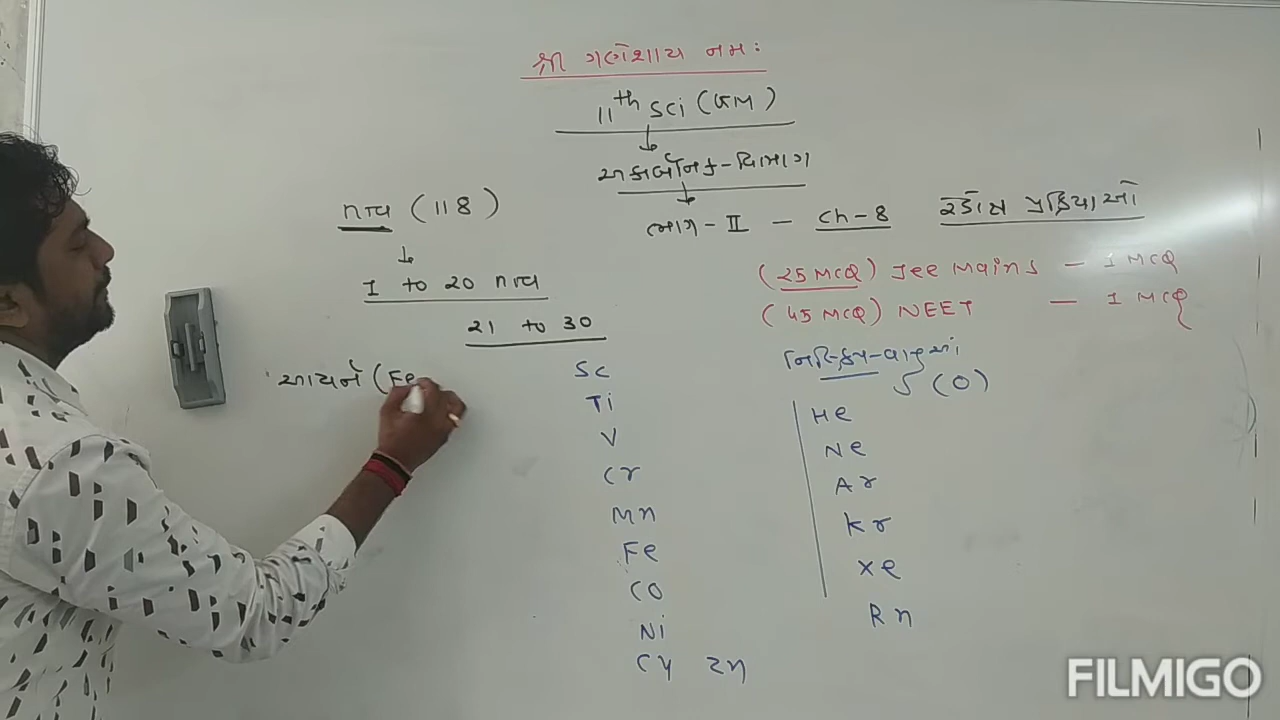 શ્રી ગણેશાય નમઃ
11th Sci (GM)
અકાર્બનિક-વિભાગ
ભાગ-II - Ch-8 રેડોક્ષ પ્રક્રિયાઓ
તત્વ (118)
1 to 20 તત્વ
21 to 30
(25 MCQ) Jee Mains - 1 MCQ
(45 MCQ) NEET - 1 MCQ
નિષ્ક્રિય-વાયુઓ
(0)
આયર્ન (Fe
Sc
Ti
V
Cr
Mn
Fe
CO
Ni
Cu Zn
He
Ne
Ar
Kr
Xe
Rn
FILMIGO